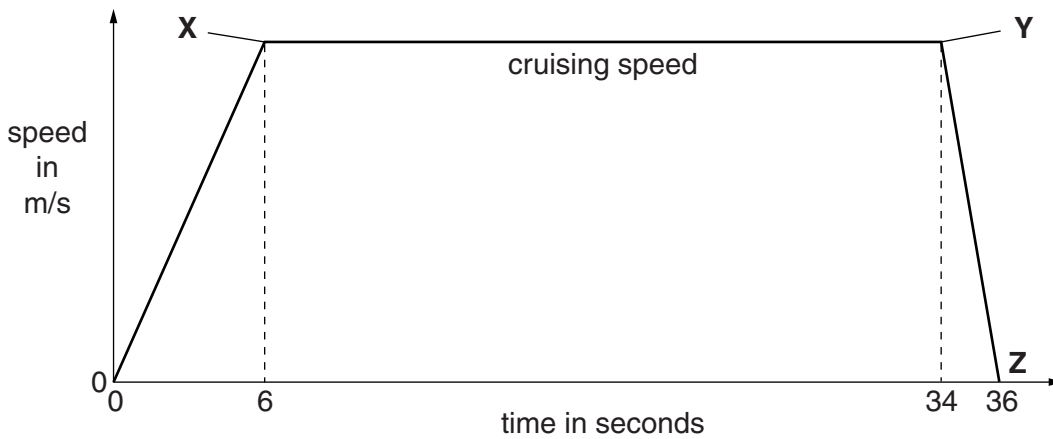 X
Y
cruising speed
speed
in
m/s
Z
0
0
6
34
36
time in seconds